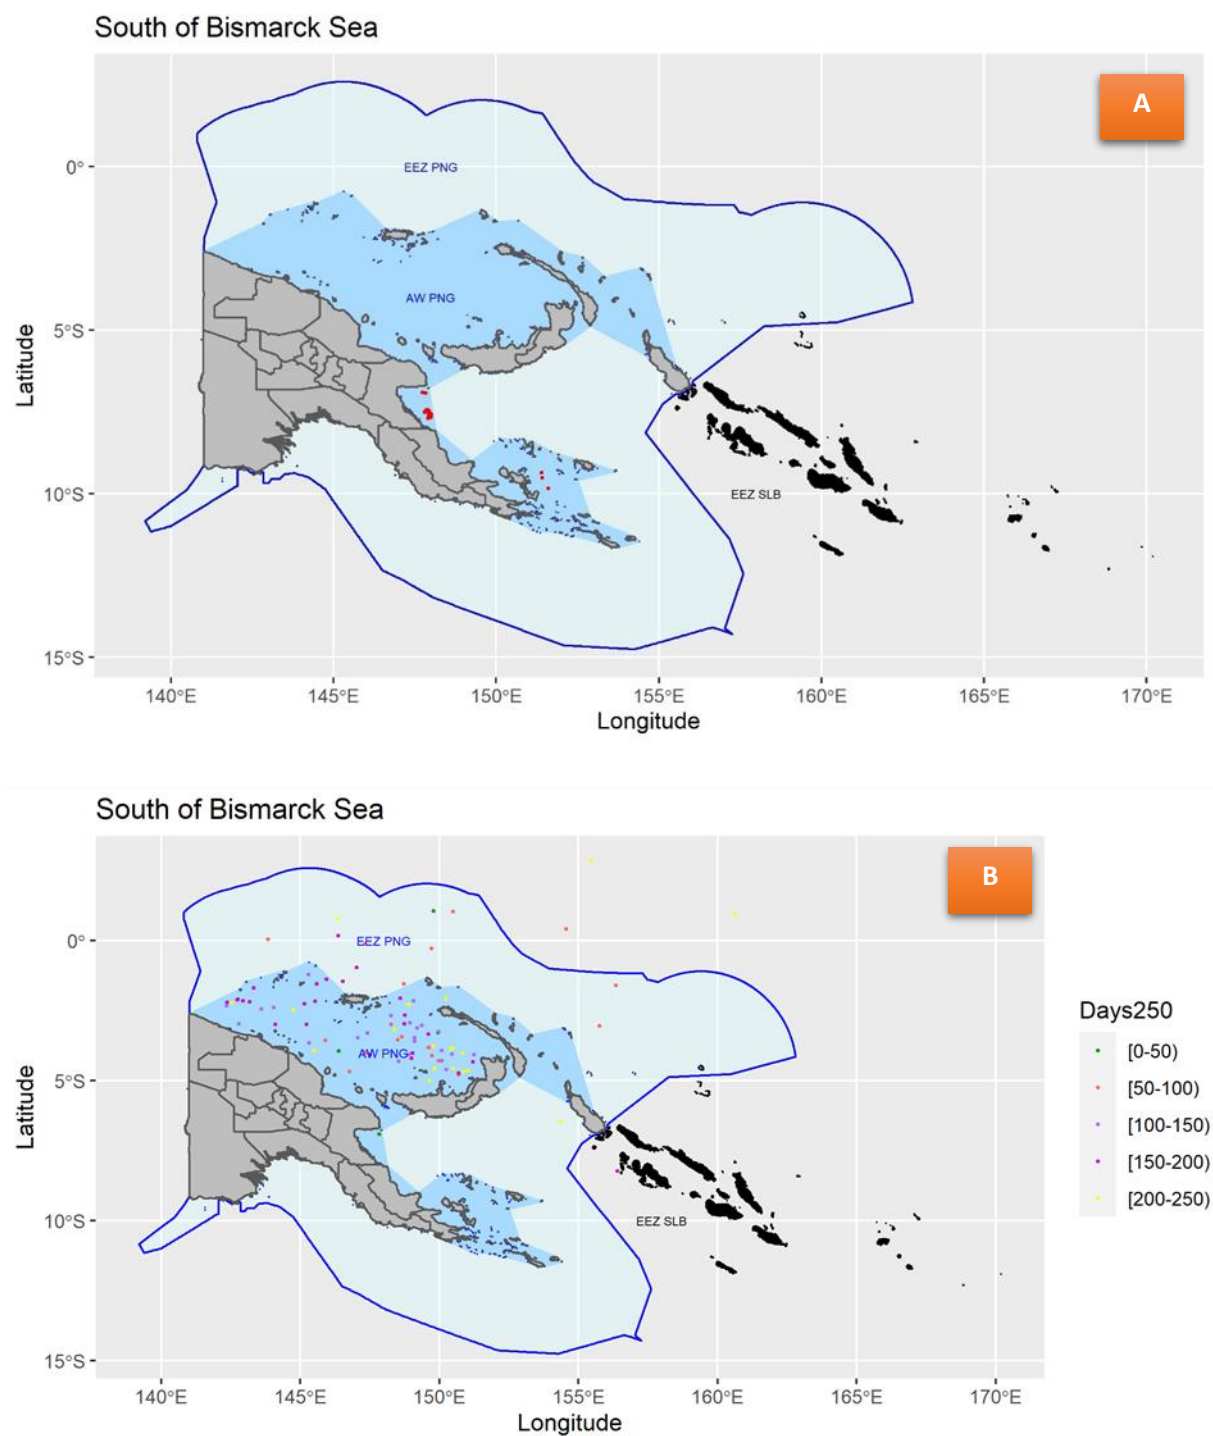 South of Bismarck Sea
A
0°
5°S
10°S
15°S
Latitude
EEZ PNG
AW PNG
EEZ SLB
140°E 145°E 150°E 155°E 160°E 165°E 170°E
Longitude
South of Bismarck Sea
B
0°
5°S
10°S
15°S
Latitude
EEZ PNG
AW PNG
EEZ SLB
140°E 145°E 150°E 155°E 160°E 165°E 170°E
Longitude
Days250
[0-50)
[50-100)
[100-150)
[150-200)
[200-250)